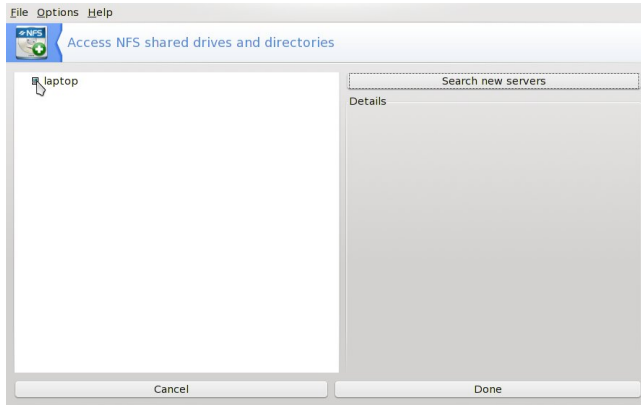 File Options Help
NFS
Access NFS shared drives and directories
laptop
Search new servers
Details
Cancel
Done